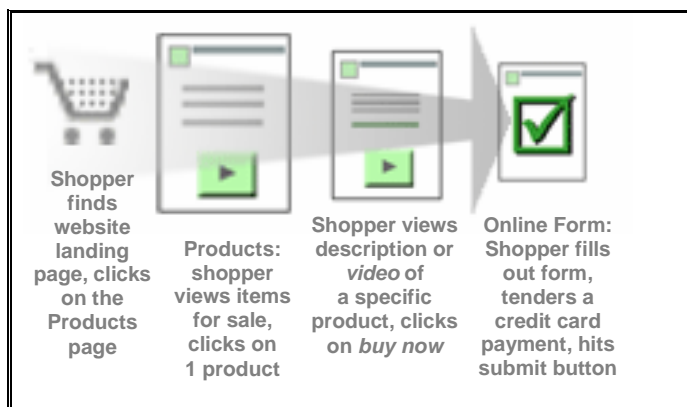 Shopper
finds
website
landing
page, clicks
on the
Products
page
Products:
shopper
views items
for sale,
clicks on
1 product
Shopper views
description or
video of
a specific
product, clicks
on buy now
Online Form:
Shopper fills
out form,
tenders a
credit card
payment, hits
submit button